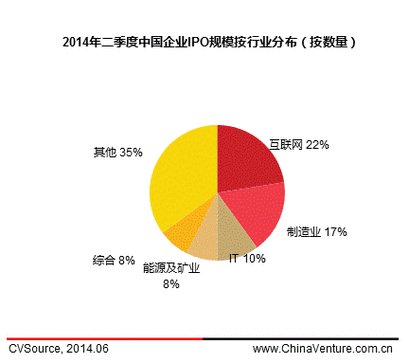 2014年二季度中国企业IPO规模按行业分布（按数量）
其他 35%
互联网 22%
制造业 17%
IT 10%
能源及矿业
8%
综合 8%
CVSource, 2014.06
www.ChinaVenture.com.cn